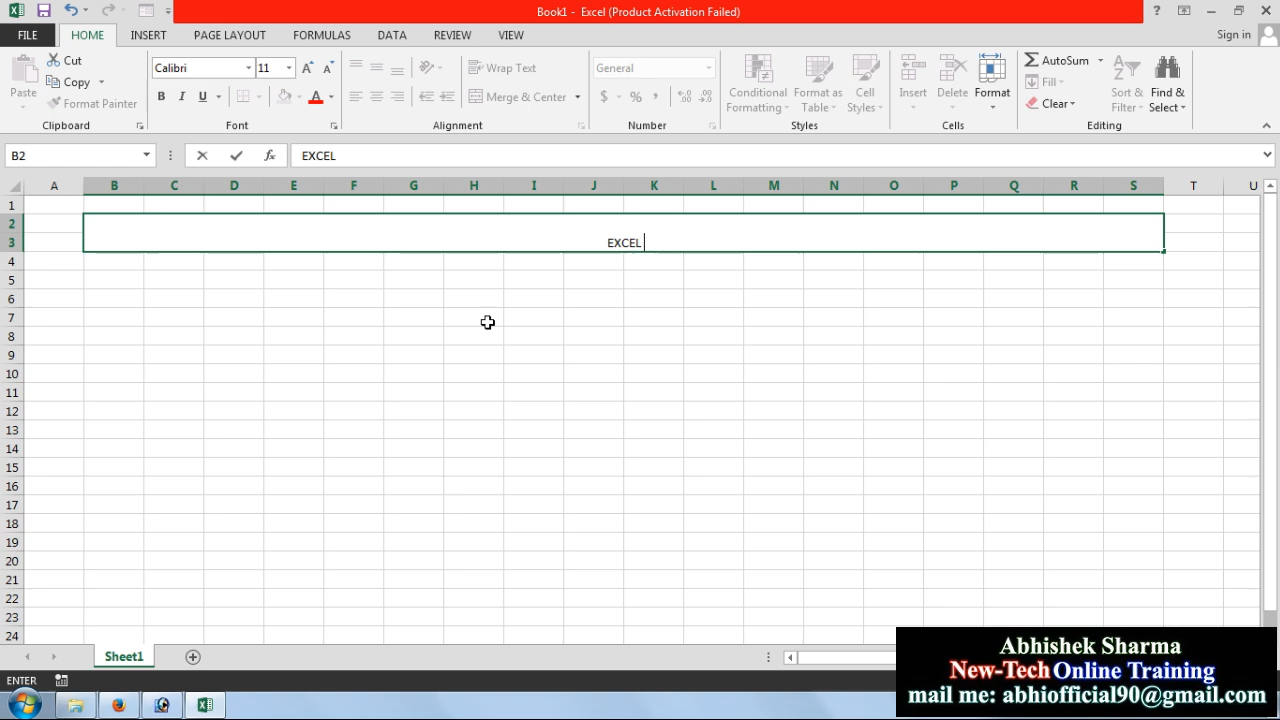 Book1 - Excel (Product Activation Failed)
FILE HOME INSERT PAGE LAYOUT FORMULAS DATA REVIEW VIEW Sign in
Cut
Copy
Format Painter
Paste
Clipboard
Calibri 11
B I U A
Font
Wrap Text
Merge & Center
Alignment
General
$ % ,
Number
Conditional Formatting
Format as Table
Cell Styles
Styles
Insert Delete Format
Cells
AutoSum
Fill
Clear
Sort & Filter
Find & Select
Editing
B2 fx EXCEL
A B C D E F G H I J K L M N O P Q R S T U
1
2
3 EXCEL
4
5
6
7
8
9
10
11
12
13
14
15
16
17
18
19
20
21
22
23
24
Sheet1
ENTER
Abhishek Sharma
New-Tech Online Training
mail me: abhiofficial90@gmail.com